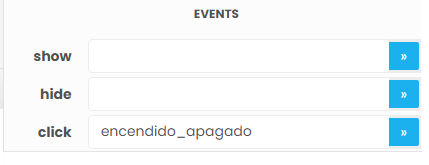 EVENTS
show »
hide »
click encendido_apagado »